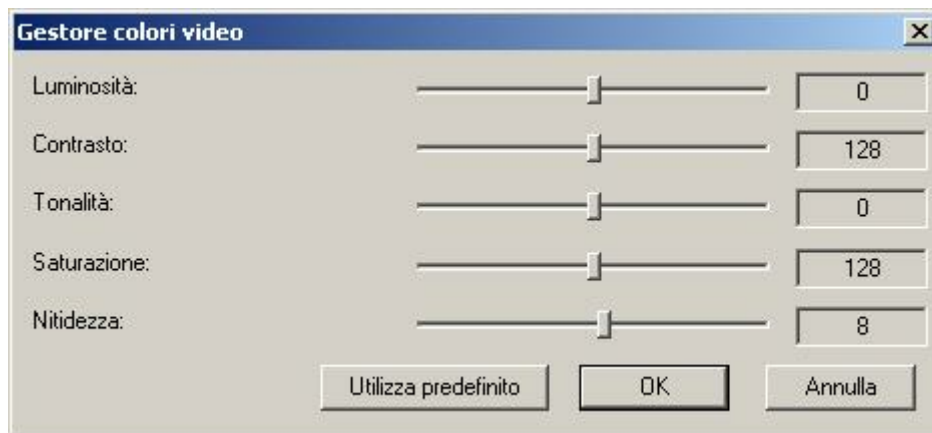 Gestore colori video
Luminosità: 0
Contrasto: 128
Tonalità: 0
Saturazione: 128
Nitidezza: 8
Utilizza predefinito OK Annulla